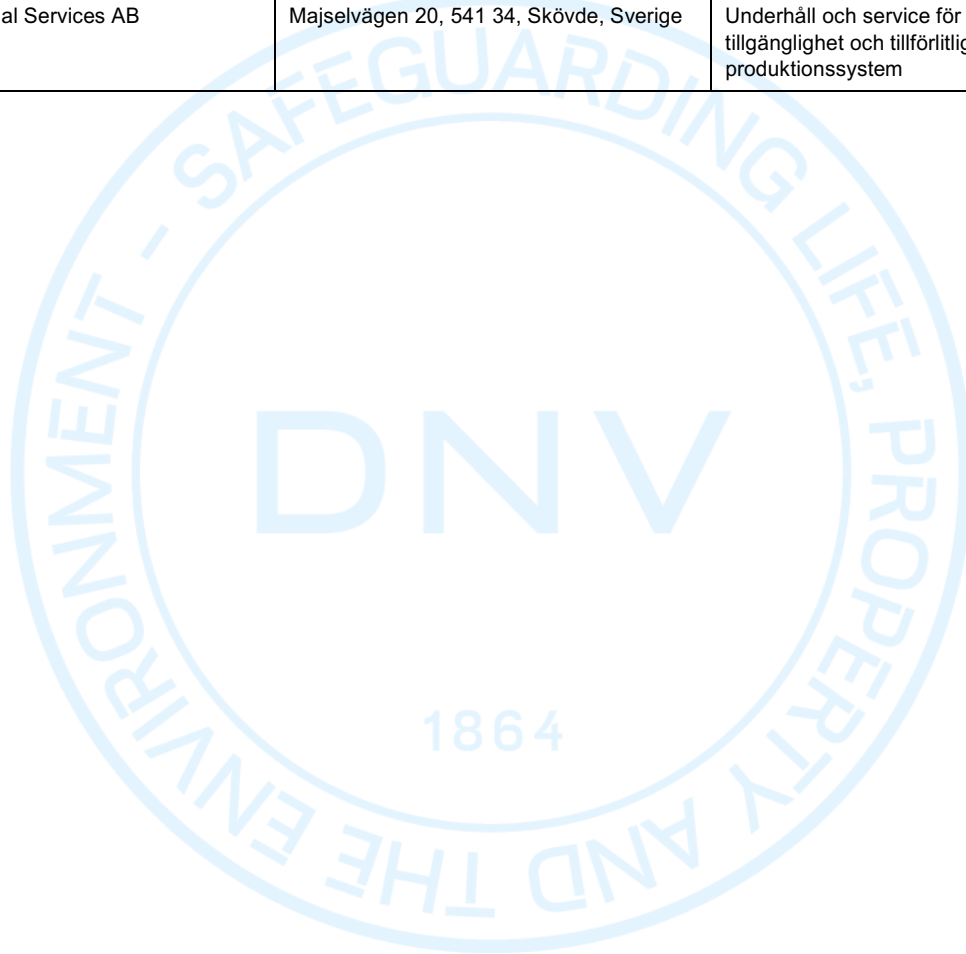 al Services AB
Majselvägen 20, 541 34, Skövde, Sverige
Underhåll och service för
tillgänglighet och tillförlitlig
produktionssystem
SAFEGUARDING LIFE, PROPERTY AND THE ENVIRONMENT -
DNV
1864